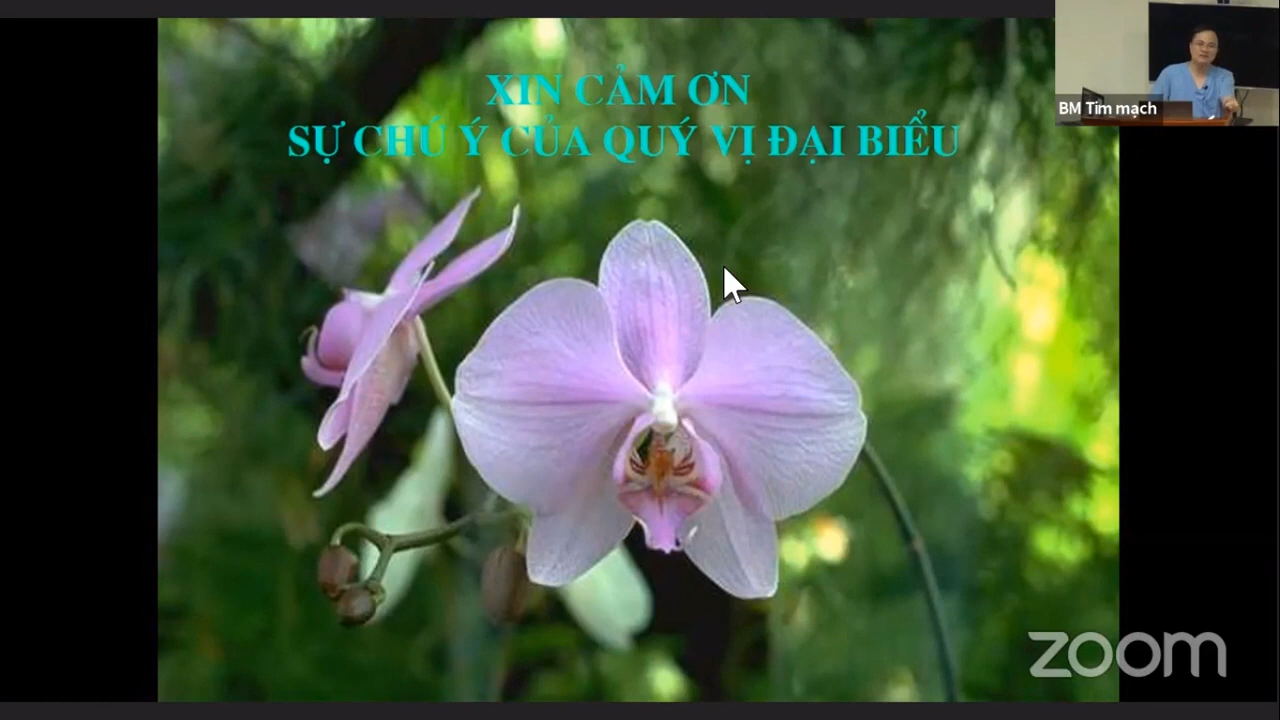 XIN CẢM ƠN
SỰ CHÚ Ý CỦA QUÝ VỊ ĐẠI BIỂU
BM Tim mạch
zoom